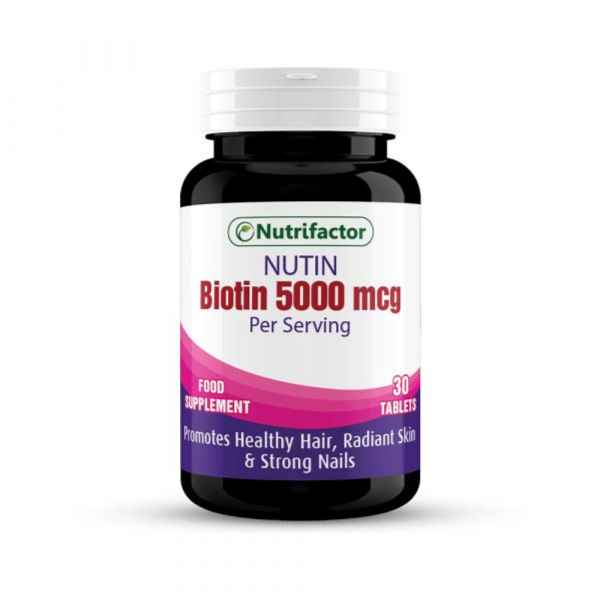 Nutrifactor
NUTIN
Biotin 5000 mcg
Per Serving
FOOD
SUPPLEMENT
30
TABLETS
Promotes Healthy Hair, Radiant Skin
& Strong Nails